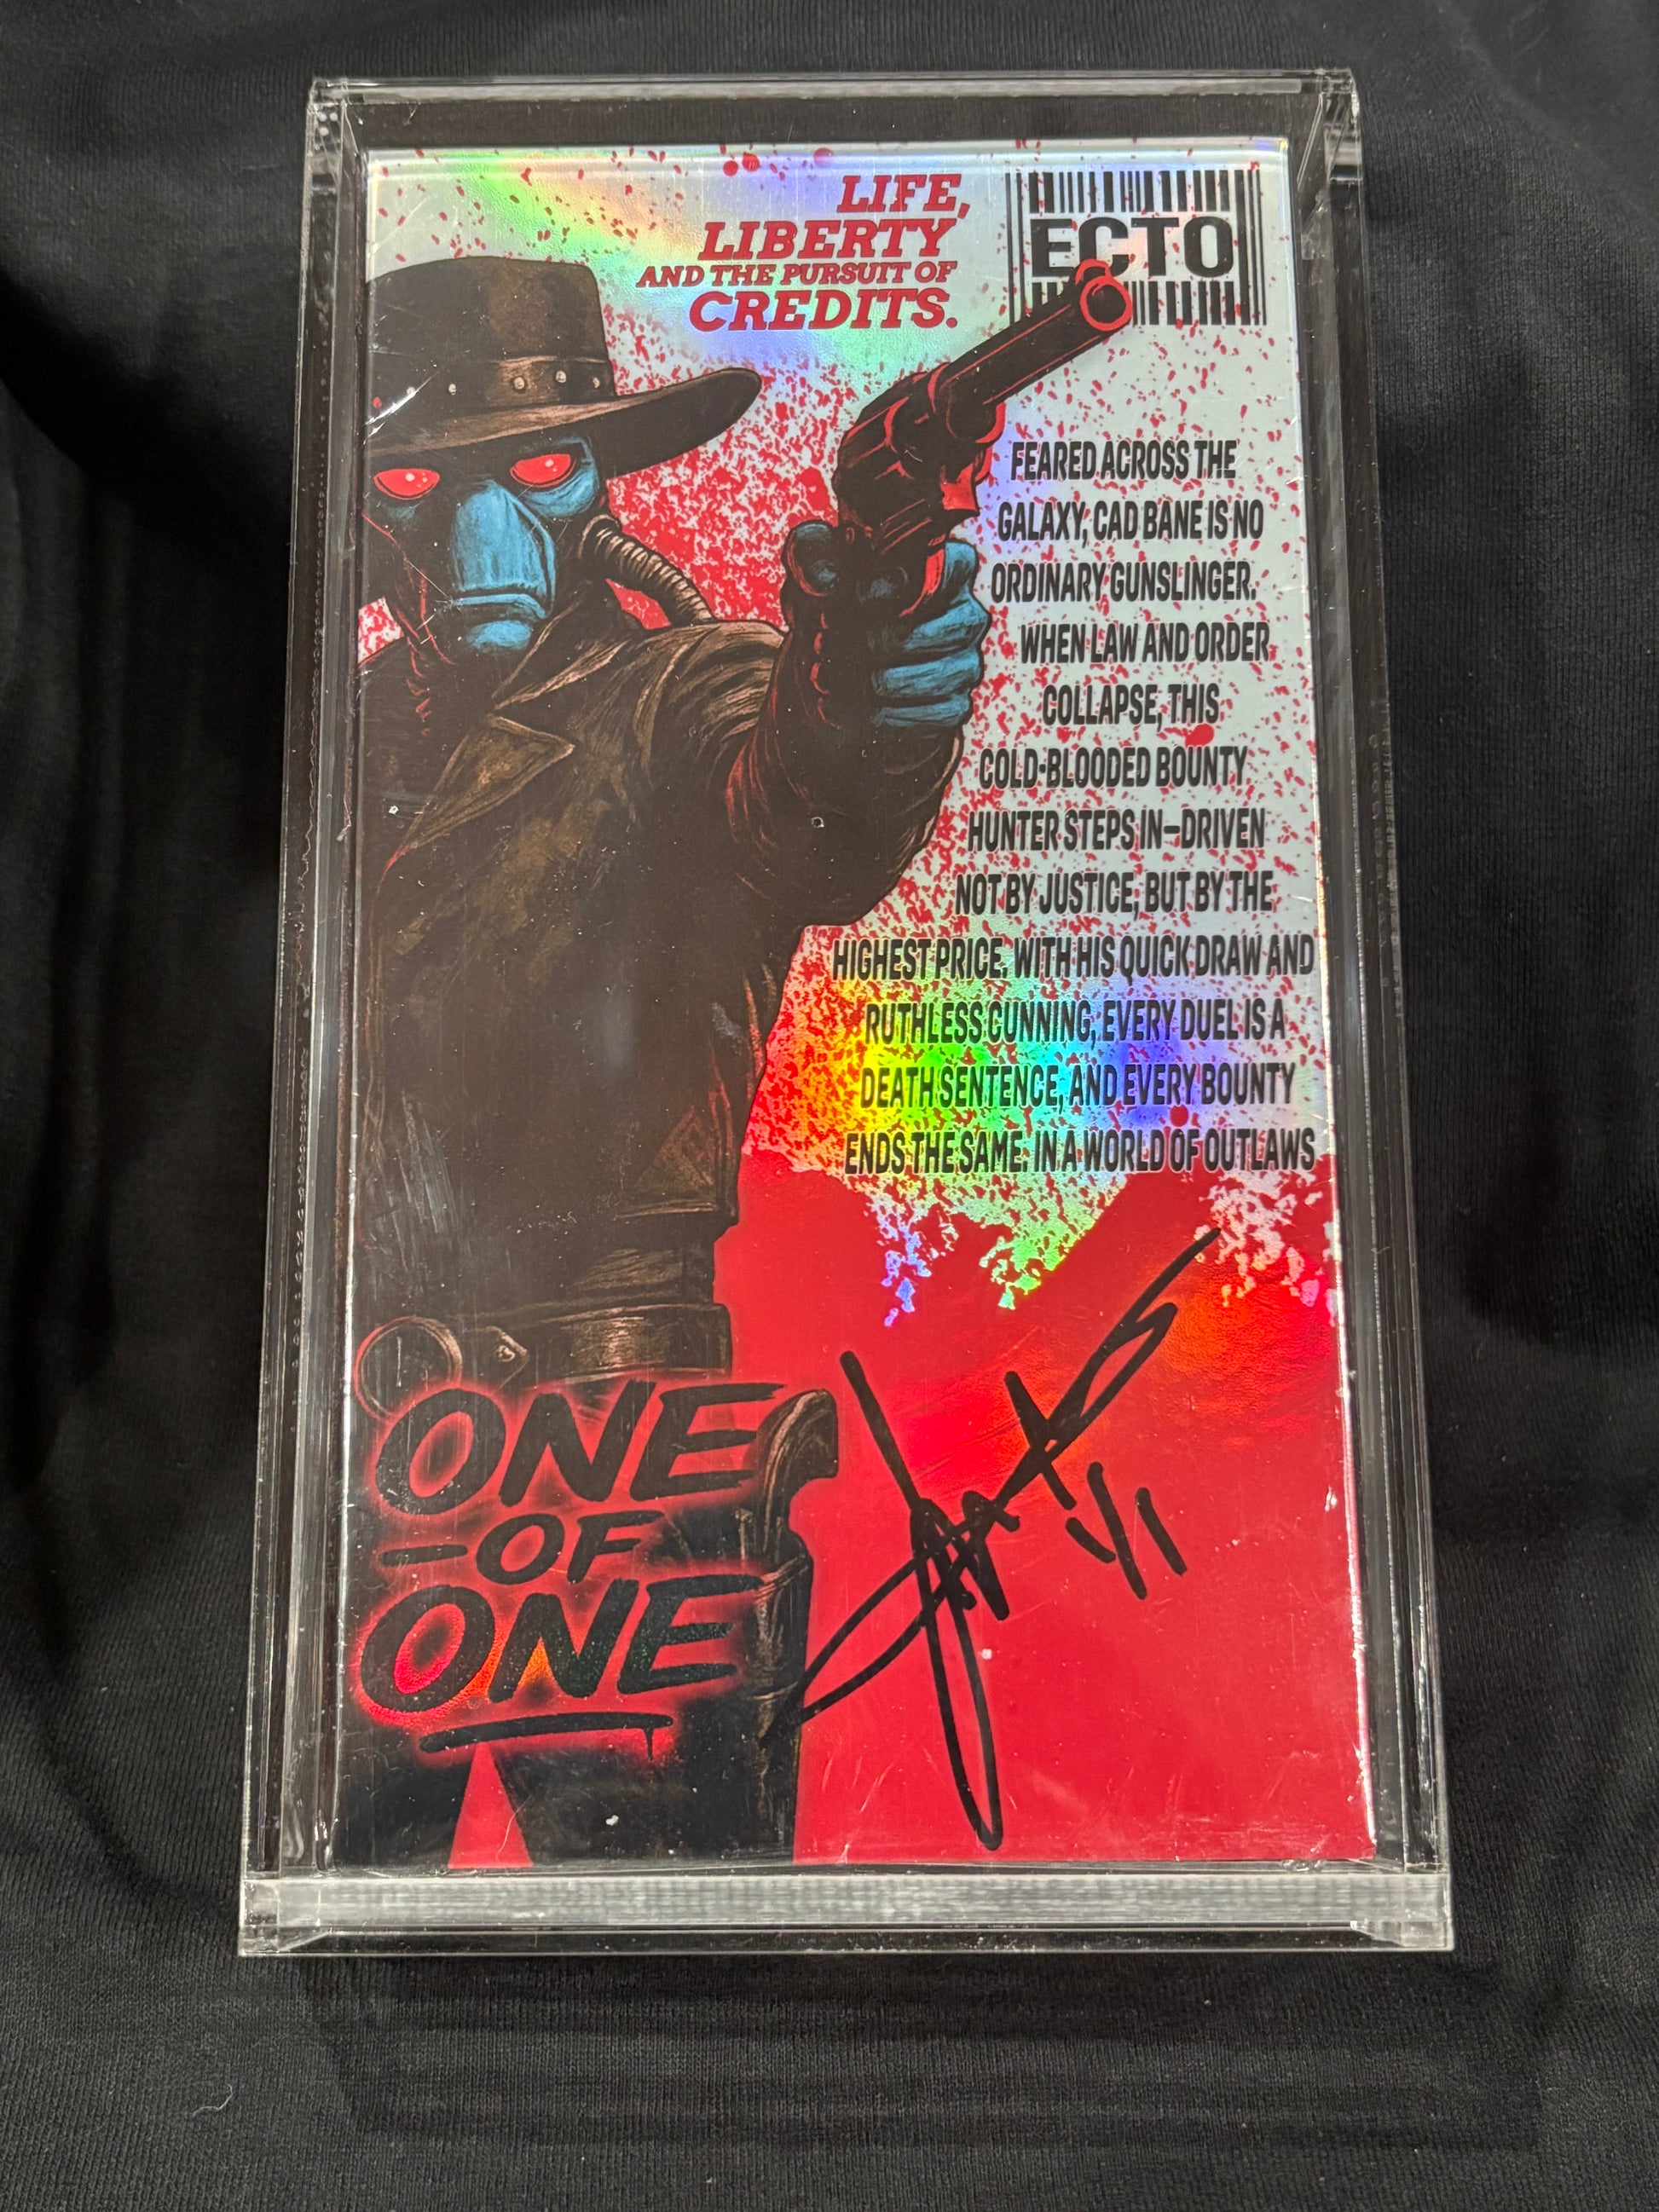 LIFE,
LIBERTY
AND THE PURSUIT OF
CREDITS.
ECTO
FEARED ACROSS THE
GALAXY, CAD BANE IS NO
ORDINARY GUNSLINGER.
WHEN LAW AND ORDER
COLLAPSE, THIS
COLD-BLOODED BOUNTY
HUNTER STEPS IN—DRIVEN
NOT BY JUSTICE, BUT BY THE
HIGHEST PRICE. WITH HIS QUICK DRAW AND
RUTHLESS CUNNING, EVERY DUEL IS A
DEATH SENTENCE, AND EVERY BOUNTY
ENDS THE SAME: IN A WORLD OF OUTLAWS
ONE
-OF
ONE
1/1